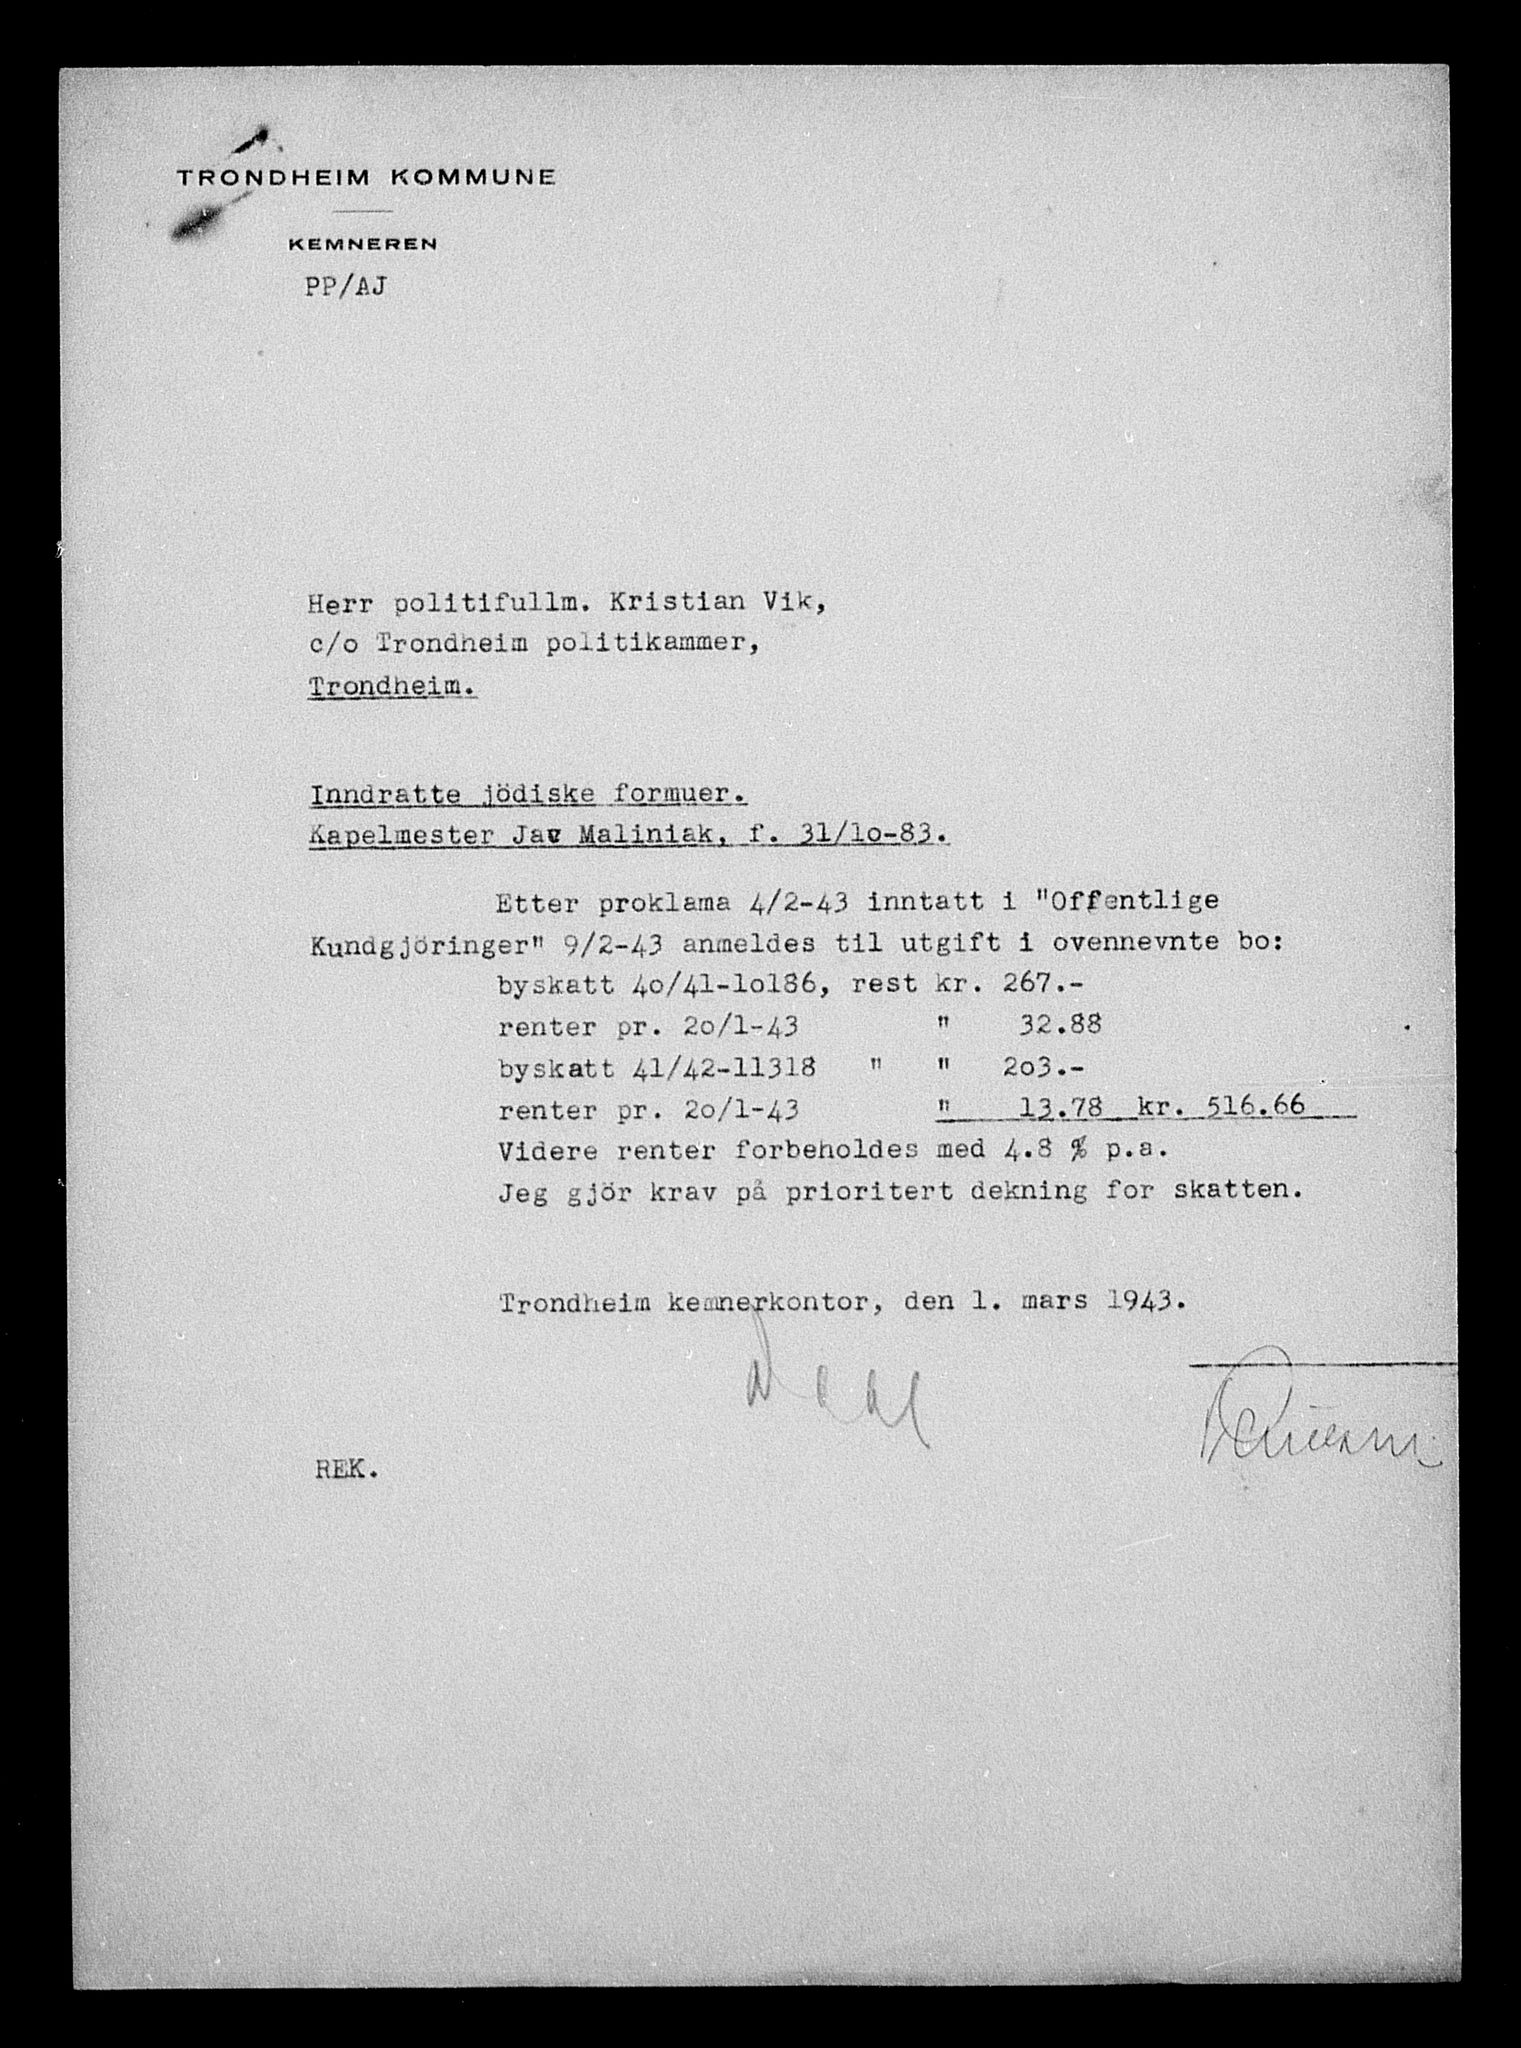 TRONDHEIM KOMMUNE
KEMNEREN
PP/AJ
Herr politifullm. Kristian Vik,
c/o Trondheim politikammer,
Trondheim.
Inndratte jödiske formuer.
Kapelmester Jav Maliniak, f. 31/1o-83.
Etter proklama 4/2-43 inntatt i "Offentlige
Kundgjöringer" 9/2-43 anmeldes til utgift i ovennevnte bo:
byskatt 4o/41-1o186, rest kr. 267.-
renter pr. 2o/1-43 " 32.88
byskatt 41/42-11318 " " 2o3.-
renter pr. 2o/1-43 " 13.78 kr. 516.66
Videre renter forbeholdes med 4.8 % p.a.
Jeg gjör krav på prioritert dekning for skatten.
Trondheim kemnerkontor, den 1. mars 1943.
REK.